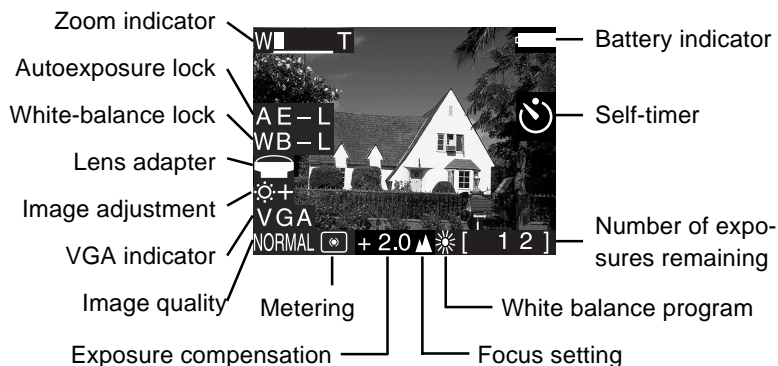 Zoom indicator
Autoexposure lock
White-balance lock
Lens adapter
Image adjustment
VGA indicator
Image quality
W T
AE–L
WB–L
+
VGA
NORMAL + 2.0 [ 12 ]
Battery indicator
Self-timer
Number of expo-
sures remaining
Metering
White balance program
Exposure compensation
Focus setting